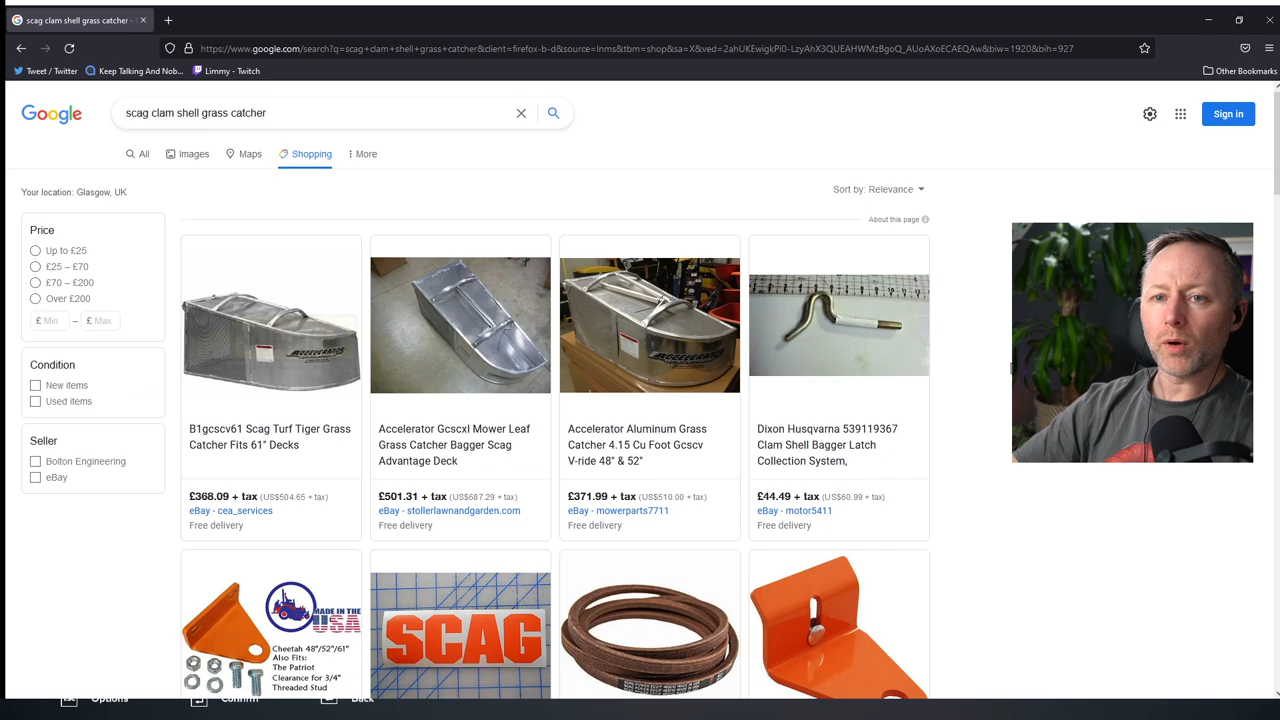 scag clam shell grass catcher -
https://www.google.com/search?q=scag+clam+shell+grass+catcher&client=firefox-b-d&source=lnms&tbm=shop&sa=X&ved=2ahUKEwigkPi0-LzyAhX3QUEAHWMzBgoQ_AUoAXoECAEQAw&biw=1920&bih=927
Tweet / Twitter Keep Talking And Nob... Limmy - Twitch Other Bookmarks
Google scag clam shell grass catcher Sign in
All Images Maps Shopping More
Your location: Glasgow, UK
Sort by: Relevance
About this page
Price
Up to £25
£25 – £70
£70 – £200
Over £200
£ Min – £ Max
Condition
New items
Used items
Seller
Bolton Engineering
eBay
ACCELERATOR
B1gcscv61 Scag Turf Tiger Grass
Catcher Fits 61" Decks
£368.09 + tax (US$504.65 + tax)
eBay - cea_services
Free delivery
Accelerator Gcscxl Mower Leaf
Grass Catcher Bagger Scag
Advantage Deck
£501.31 + tax (US$687.29 + tax)
eBay - stollerlawnandgarden.com
Free delivery
ACCELERATOR
Accelerator Aluminum Grass
Catcher 4.15 Cu Foot Gcscv
V-ride 48" & 52"
£371.99 + tax (US$510.00 + tax)
eBay - mowerparts7711
Free delivery
Dixon Husqvarna 539119367
Clam Shell Bagger Latch
Collection System,
£44.49 + tax (US$60.99 + tax)
eBay - motor5411
Free delivery
MADE IN THE
USA
Cheetah 48"/52"/61"
Also Fits:
The Patriot
Clearance for 3/4"
Threaded Stud
SCAG
Options Confirm Back